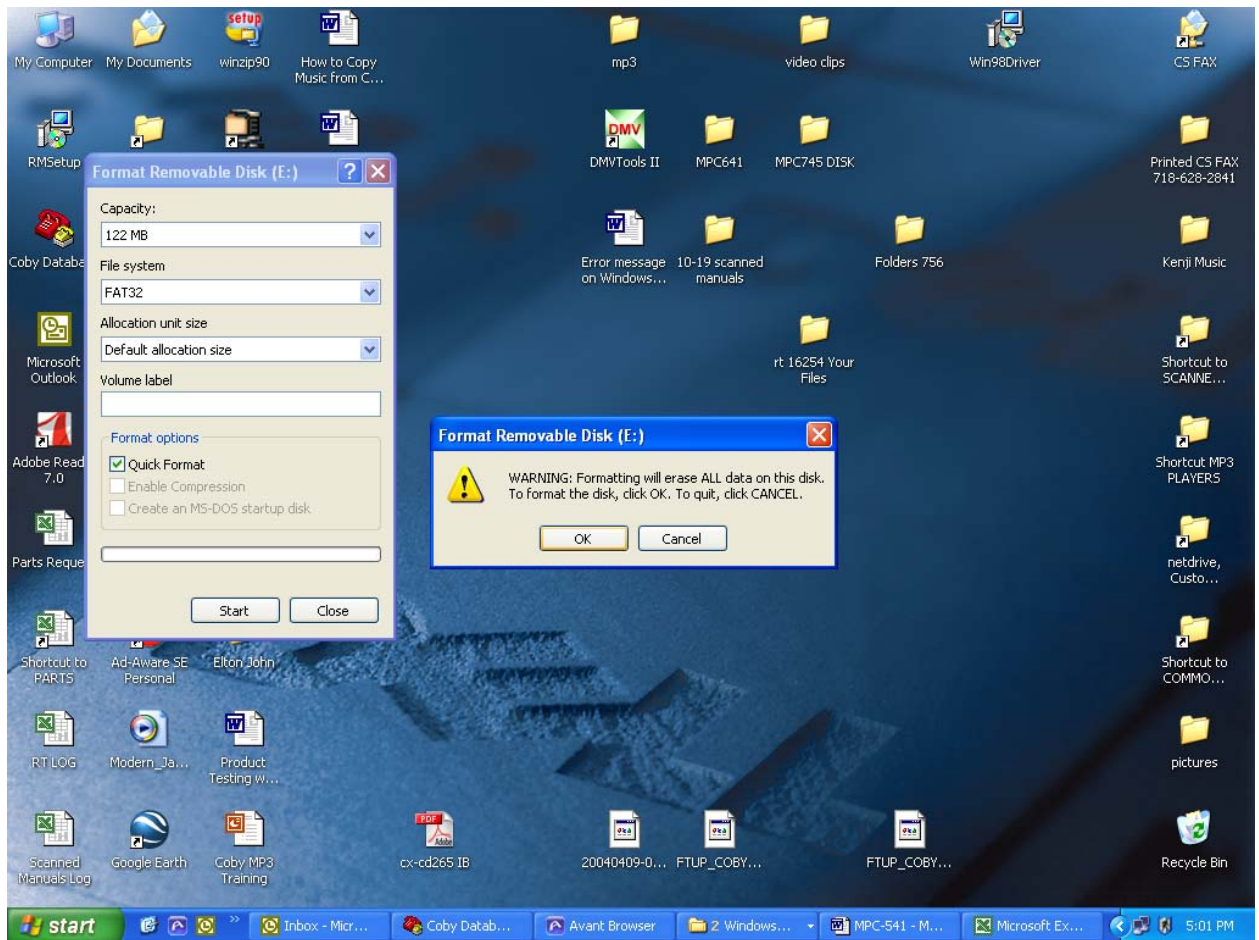 My Computer
My Documents
setup
winzip90
How to Copy
Music from C...
mp3
video clips
Win98Driver
CS FAX
RMSetup
DMV
DMVTools II
MPC641
MPC745 DISK
Printed CS FAX
718-628-2841
Format Removable Disk (E:)
Capacity:
122 MB
File system
FAT32
Allocation unit size
Default allocation size
Volume label
Format options
Quick Format
Enable Compression
Create an MS-DOS startup disk
Start
Close
Coby Databa
Error message
on Windows...
10-19 scanned
manuals
Folders 756
Kenji Music
Microsoft
Outlook
rt 16254 Your
Files
Shortcut to
SCANNE...
Format Removable Disk (E:)
WARNING: Formatting will erase ALL data on this disk.
To format the disk, click OK. To quit, click CANCEL.
OK
Cancel
Adobe Read
7.0
Shortcut MP3
PLAYERS
Parts Reque
netdrive,
Custo...
Shortcut to
PARTS
Ad-Aware SE
Personal
Elton John
Shortcut to
COMMO...
RT LOG
Modern_Ja...
Product
Testing w...
pictures
Scanned
Manuals Log
Google Earth
Coby MP3
Training
PDF
Adobe
cx-cd265 IB
20040409-0...
FTUP_COBY...
FTUP_COBY...
Recycle Bin
start
Inbox - Micr...
Coby Datab...
Avant Browser
2 Windows...
MPC-541 - M...
Microsoft Ex...
5:01 PM